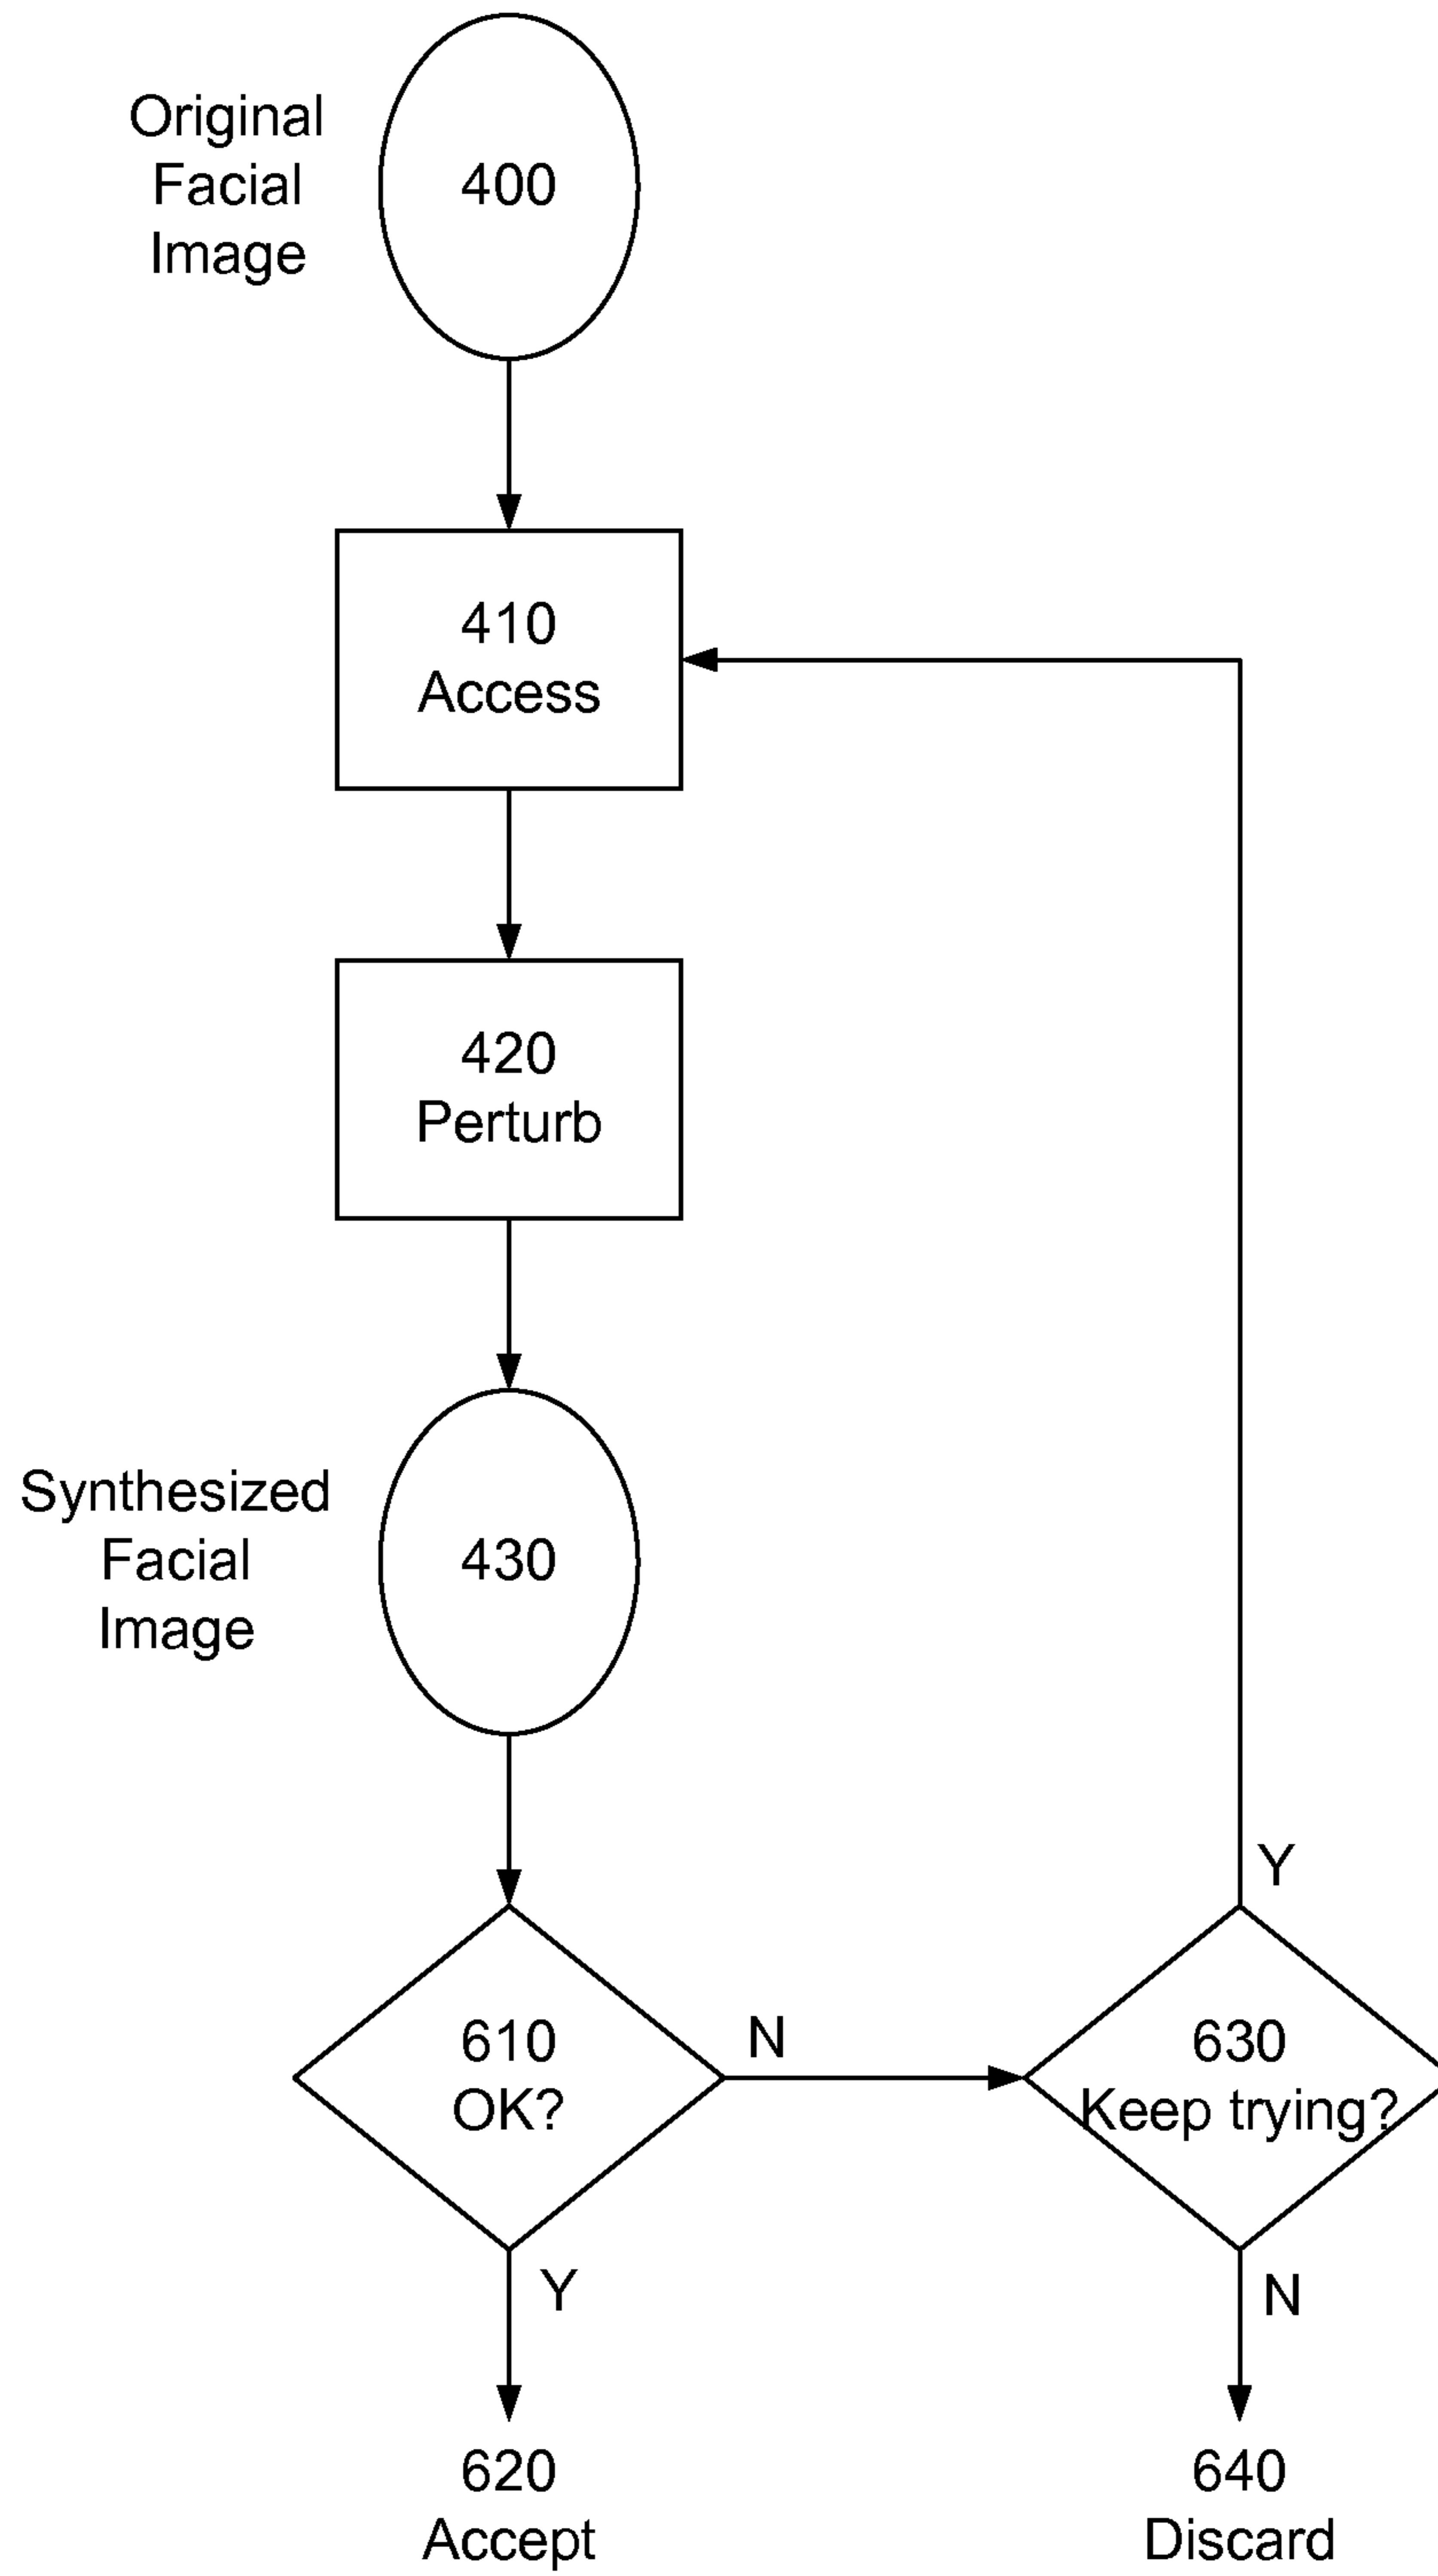 Original
Facial
Image
400
410
Access
420
Perturb
Synthesized
Facial
Image
430
610
OK?
N
Y
630
Keep trying?
Y
N
620
Accept
640
Discard